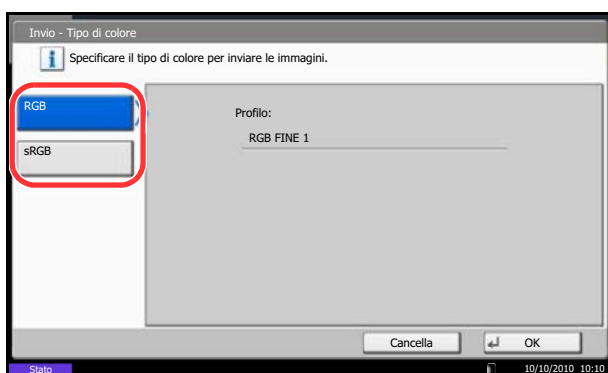 Invio - Tipo di colore
Specificare il tipo di colore per inviare le immagini.
RGB
sRGB
Profilo:
RGB FINE 1
Cancella
OK
Stato
10/10/2010 10:10